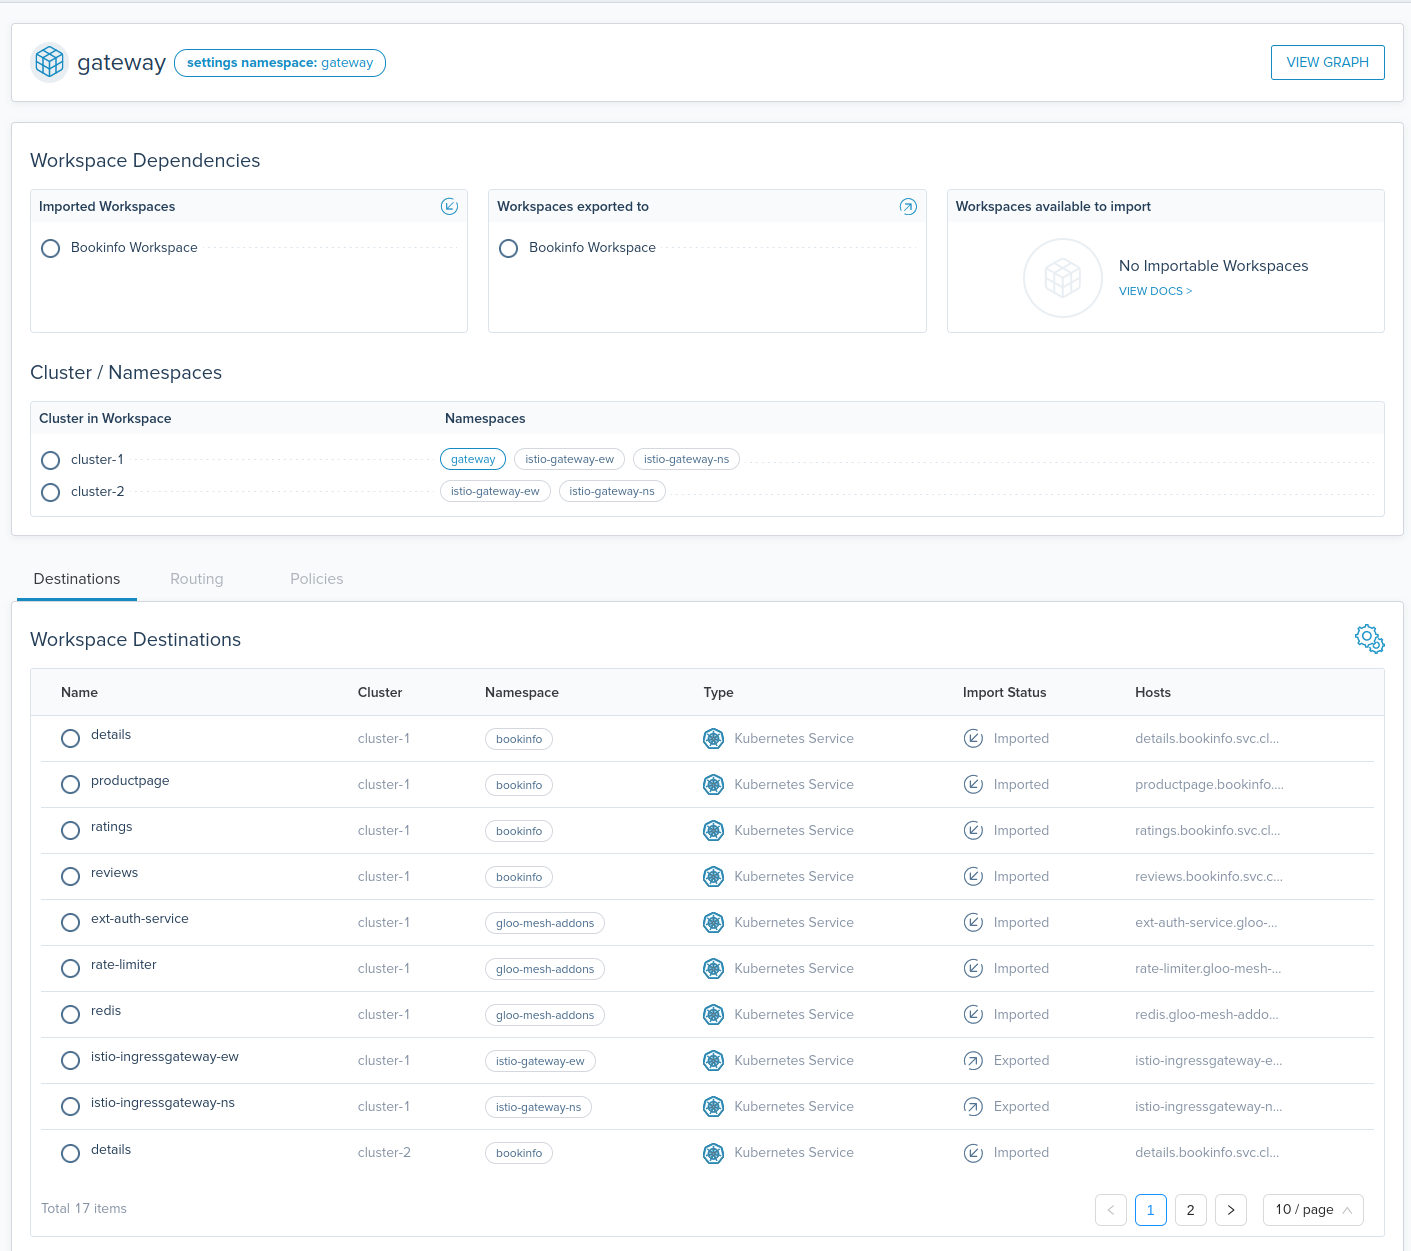 gateway settings namespace: gateway VIEW GRAPH
Workspace Dependencies
Imported Workspaces
Bookinfo Workspace
Workspaces exported to
Bookinfo Workspace
Workspaces available to import
No Importable Workspaces
VIEW DOCS >
Cluster / Namespaces
Cluster in Workspace Namespaces
cluster-1 gateway istio-gateway-ew istio-gateway-ns
cluster-2 istio-gateway-ew istio-gateway-ns
Destinations Routing Policies
Workspace Destinations
Name Cluster Namespace Type Import Status Hosts
details cluster-1 bookinfo Kubernetes Service Imported details.bookinfo.svc.cl...
productpage cluster-1 bookinfo Kubernetes Service Imported productpage.bookinfo....
ratings cluster-1 bookinfo Kubernetes Service Imported ratings.bookinfo.svc.cl...
reviews cluster-1 bookinfo Kubernetes Service Imported reviews.bookinfo.svc.c...
ext-auth-service cluster-1 gloo-mesh-addons Kubernetes Service Imported ext-auth-service.gloo-...
rate-limiter cluster-1 gloo-mesh-addons Kubernetes Service Imported rate-limiter.gloo-mesh-...
redis cluster-1 gloo-mesh-addons Kubernetes Service Imported redis.gloo-mesh-addo...
istio-ingressgateway-ew cluster-1 istio-gateway-ew Kubernetes Service Exported istio-ingressgateway-e...
istio-ingressgateway-ns cluster-1 istio-gateway-ns Kubernetes Service Exported istio-ingressgateway-n...
details cluster-2 bookinfo Kubernetes Service Imported details.bookinfo.svc.cl...
Total 17 items < 1 2 > 10 / page